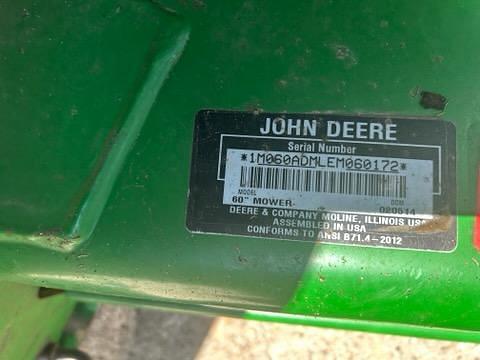 JOHN DEERE
Serial Number
*1M060ADMLEM060172*
MODEL DOM
60" MOWER 020514
DEERE & COMPANY MOLINE, ILLINOIS USA
ASSEMBLED IN USA
CONFORMS TO ANSI B71.4-2012